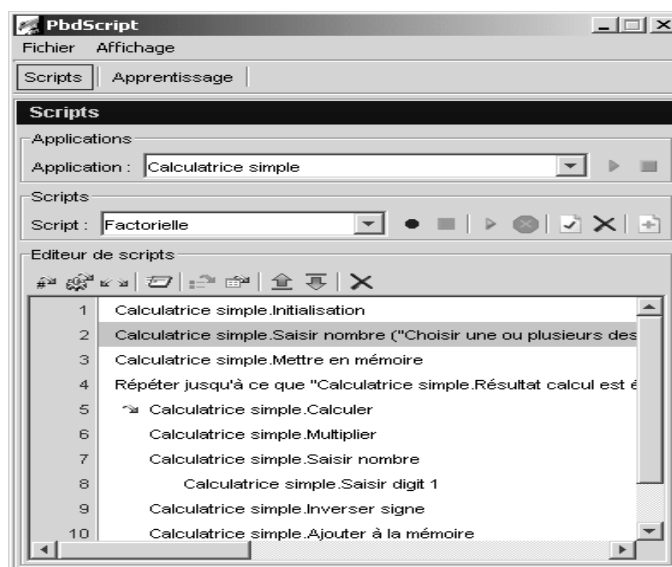 PbdScript
Fichier Affichage
Scripts Apprentissage
Scripts
Applications
Application : Calculatrice simple
Scripts
Script : Factorielle
Editeur de scripts
1 Calculatrice simple.Initialisation
2 Calculatrice simple.Saisir nombre ("Choisir une ou plusieurs des
3 Calculatrice simple.Mettre en mémoire
4 Répéter jusqu'à ce que "Calculatrice simple.Résultat calcul est é
5 Calculatrice simple.Calculer
6 Calculatrice simple.Multiplier
7 Calculatrice simple.Saisir nombre
8 Calculatrice simple.Saisir digit 1
9 Calculatrice simple.Inverser signe
10 Calculatrice simple.Ajouter à la mémoire